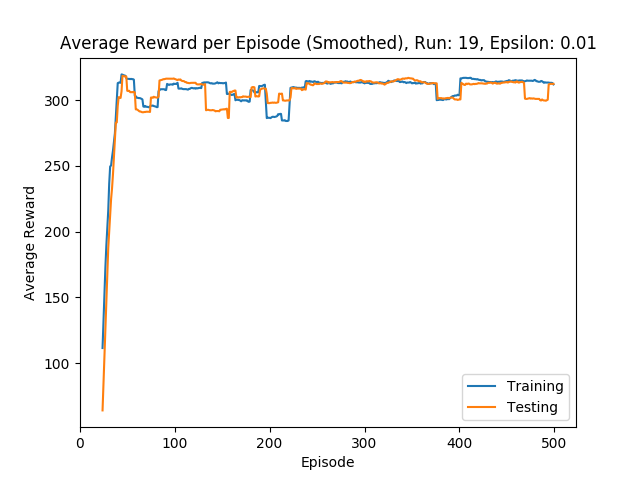 Average Reward per Episode (Smoothed), Run: 19, Epsilon: 0.01
Average Reward
300
250
200
150
100
0 100 200 300 400 500
Episode
Training
Testing